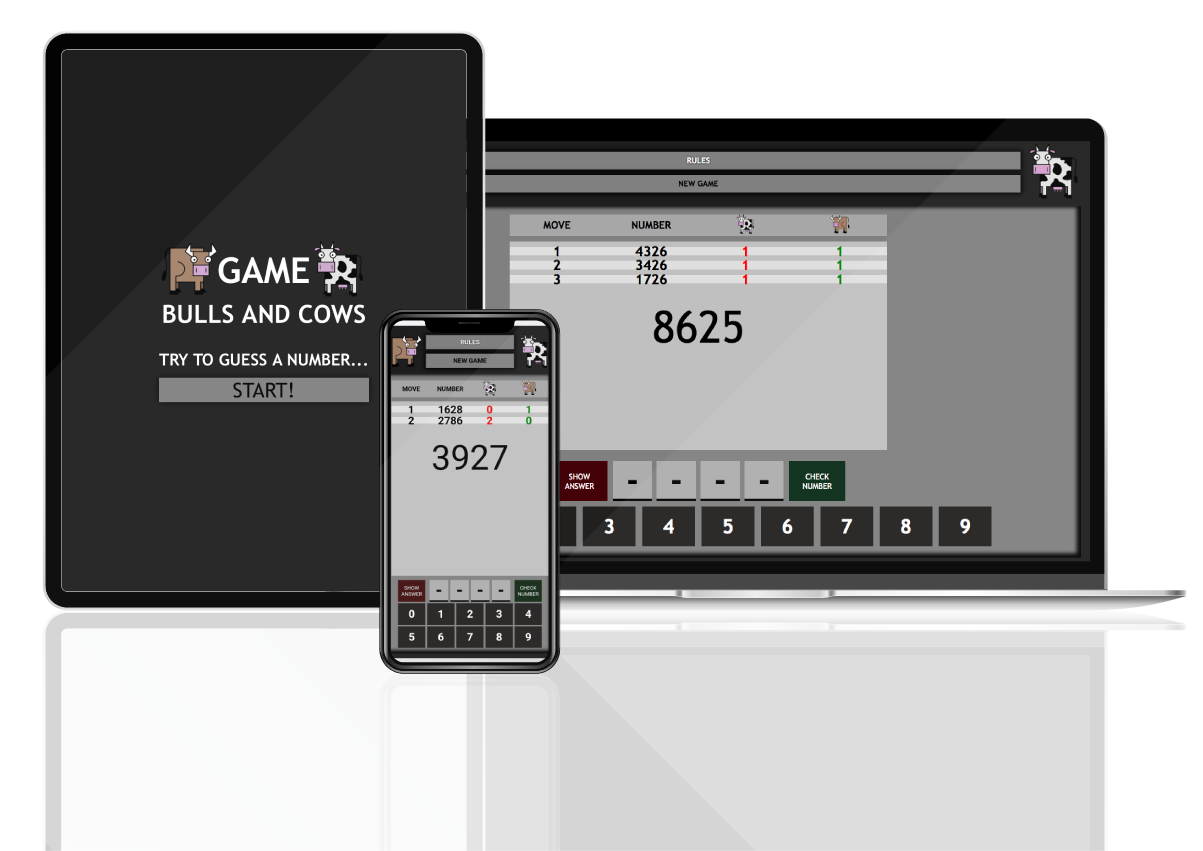 GAME
BULLS AND COWS
TRY TO GUESS A NUMBER...
START!
RULES
NEW GAME
MOVE NUMBER
1 4326 1 1
2 3426 1 1
3 1726 1 1
8625
SHOW ANSWER - - - - CHECK NUMBER
3 4 5 6 7 8 9
RULES
NEW GAME
MOVE NUMBER
1 1628 0 1
2 2786 2 0
3927
SHOW ANSWER - - - - CHECK NUMBER
0 1 2 3 4
5 6 7 8 9